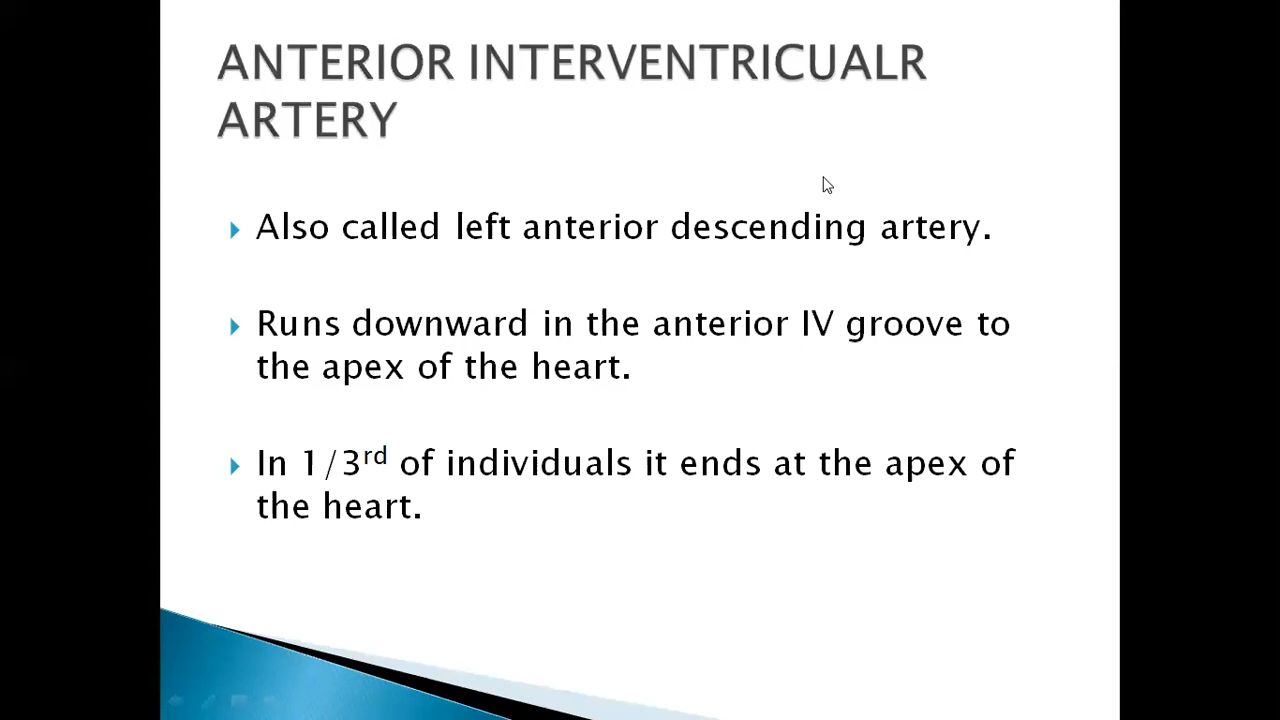 ANTERIOR INTERVENTRICUALR
ARTERY
Also called left anterior descending artery.
Runs downward in the anterior IV groove to
the apex of the heart.
In 1/3rd of individuals it ends at the apex of
the heart.